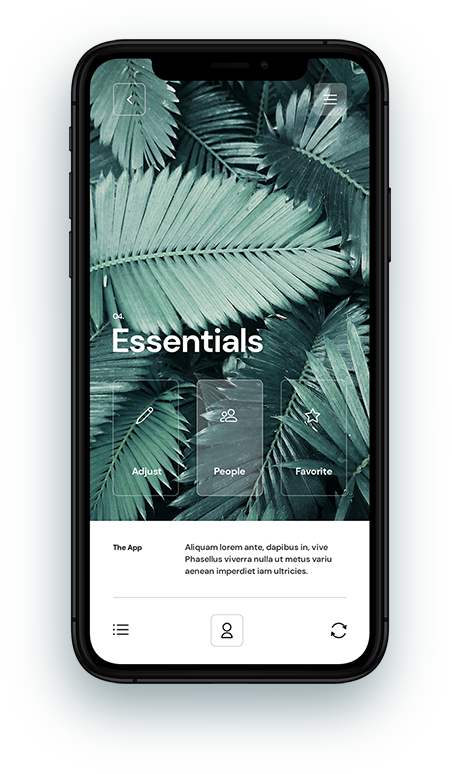 04.
Essentials
Adjust
People
Favorite
The App
Aliquam lorem ante, dapibus in, vive
Phasellus viverra nulla ut metus variu
aenean imperdiet iam ultricies.